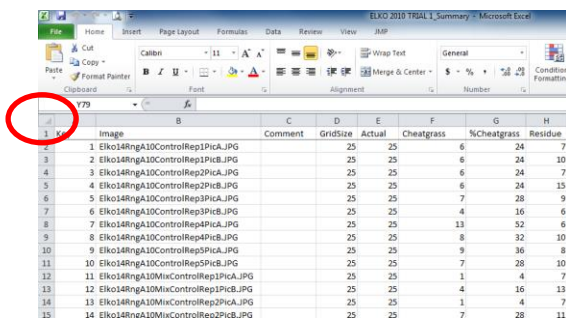 ELKO 2010 TRIAL 1_Summary - Microsoft Excel
File Home Insert Page Layout Formulas Data Review View JMP
Cut
Copy
Format Painter
Paste
Calibri 11 A A
B I U A
Wrap Text
Merge & Center
General
$ % , .0 .00 .00 .0
Condition
Formatting
Clipboard Font Alignment Number
Y79 fx
B C D E F G H
1 Image Comment GridSize Actual Cheatgrass %Cheatgrass Residue
2 1 Elko14RngA10ControlRep1PicA.JPG 25 25 6 24 7
3 2 Elko14RngA10ControlRep1PicB.JPG 25 25 6 24 10
4 3 Elko14RngA10ControlRep2PicA.JPG 25 25 6 24 7
5 4 Elko14RngA10ControlRep2PicB.JPG 25 25 6 24 15
6 5 Elko14RngA10ControlRep3PicA.JPG 25 25 7 28 9
7 6 Elko14RngA10ControlRep3PicB.JPG 25 25 4 16 6
8 7 Elko14RngA10ControlRep4PicA.JPG 25 25 13 52 6
9 8 Elko14RngA10ControlRep4PicB.JPG 25 25 8 32 10
10 9 Elko14RngA10ControlRep5PicA.JPG 25 25 9 36 8
11 10 Elko14RngA10ControlRep5PicB.JPG 25 25 7 28 10
12 11 Elko14RngA10MixControlRep1PicA.JPG 25 25 1 4 7
13 12 Elko14RngA10MixControlRep1PicB.JPG 25 25 4 16 13
14 13 Elko14RngA10MixControlRep2PicA.JPG 25 25 1 4 7
15 14 Elko14RngA10MixControlRep2PicB.JPG 25 25 7 28 11